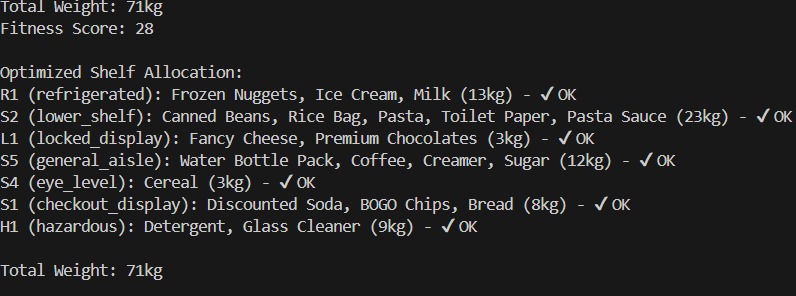 Total Weight: 71kg
Fitness Score: 28
Optimized Shelf Allocation:
R1 (refrigerated): Frozen Nuggets, Ice Cream, Milk (13kg) - ✓OK
S2 (lower_shelf): Canned Beans, Rice Bag, Pasta, Toilet Paper, Pasta Sauce (23kg) - ✓OK
L1 (locked_display): Fancy Cheese, Premium Chocolates (3kg) - ✓OK
S5 (general_aisle): Water Bottle Pack, Coffee, Creamer, Sugar (12kg) - ✓OK
S4 (eye_level): Cereal (3kg) - ✓OK
S1 (checkout_display): Discounted Soda, BOGO Chips, Bread (8kg) - ✓OK
H1 (hazardous): Detergent, Glass Cleaner (9kg) - ✓OK
Total Weight: 71kg